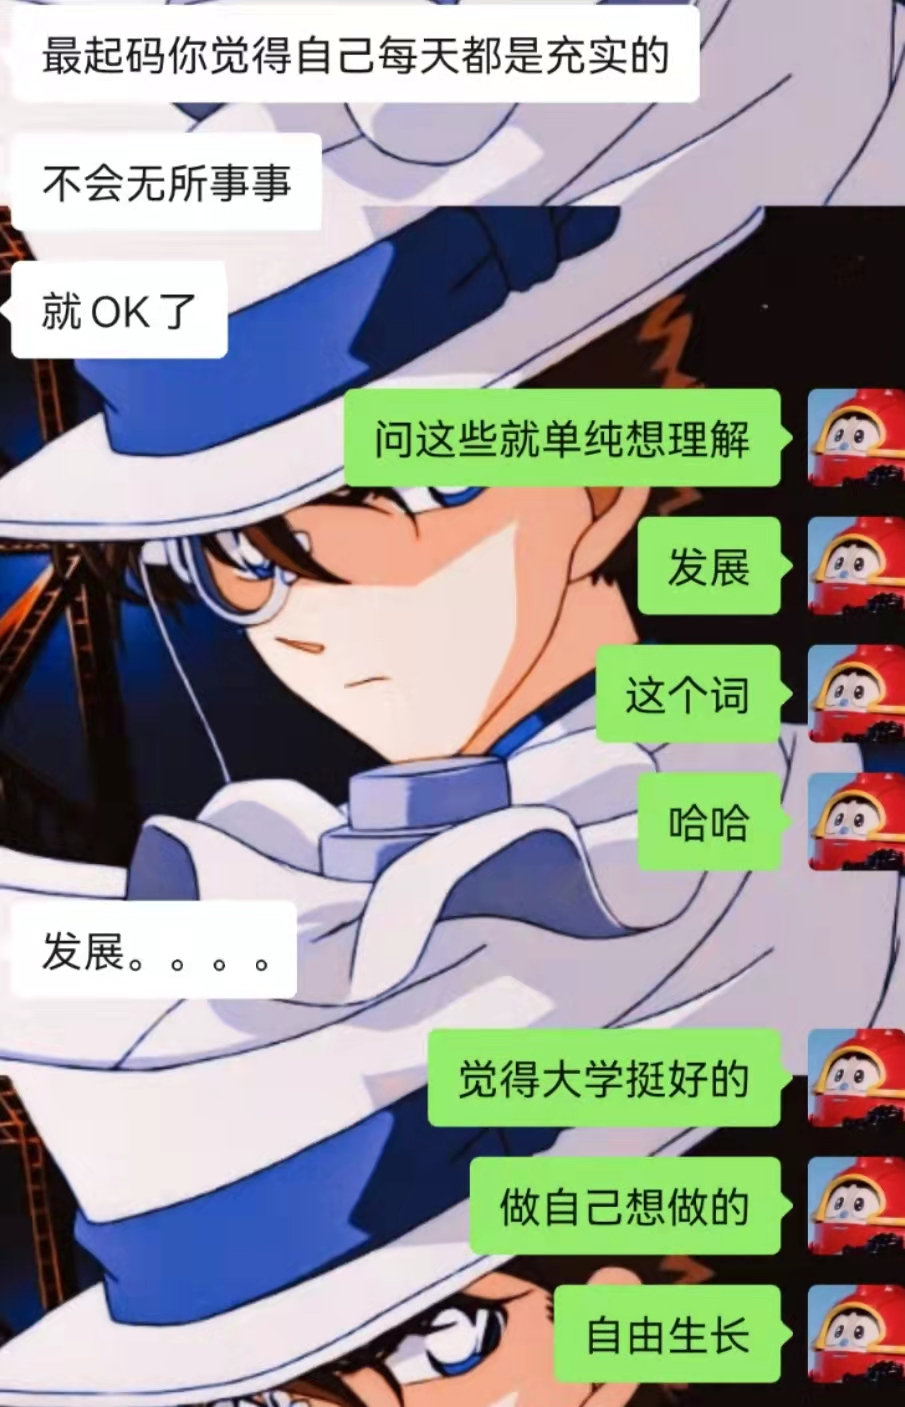 最起码你觉得自己每天都是充实的
不会无所事事
就OK了
问这些就单纯想理解
发展
这个词
哈哈
发展。。。。
觉得大学挺好的
做自己想做的
自由生长